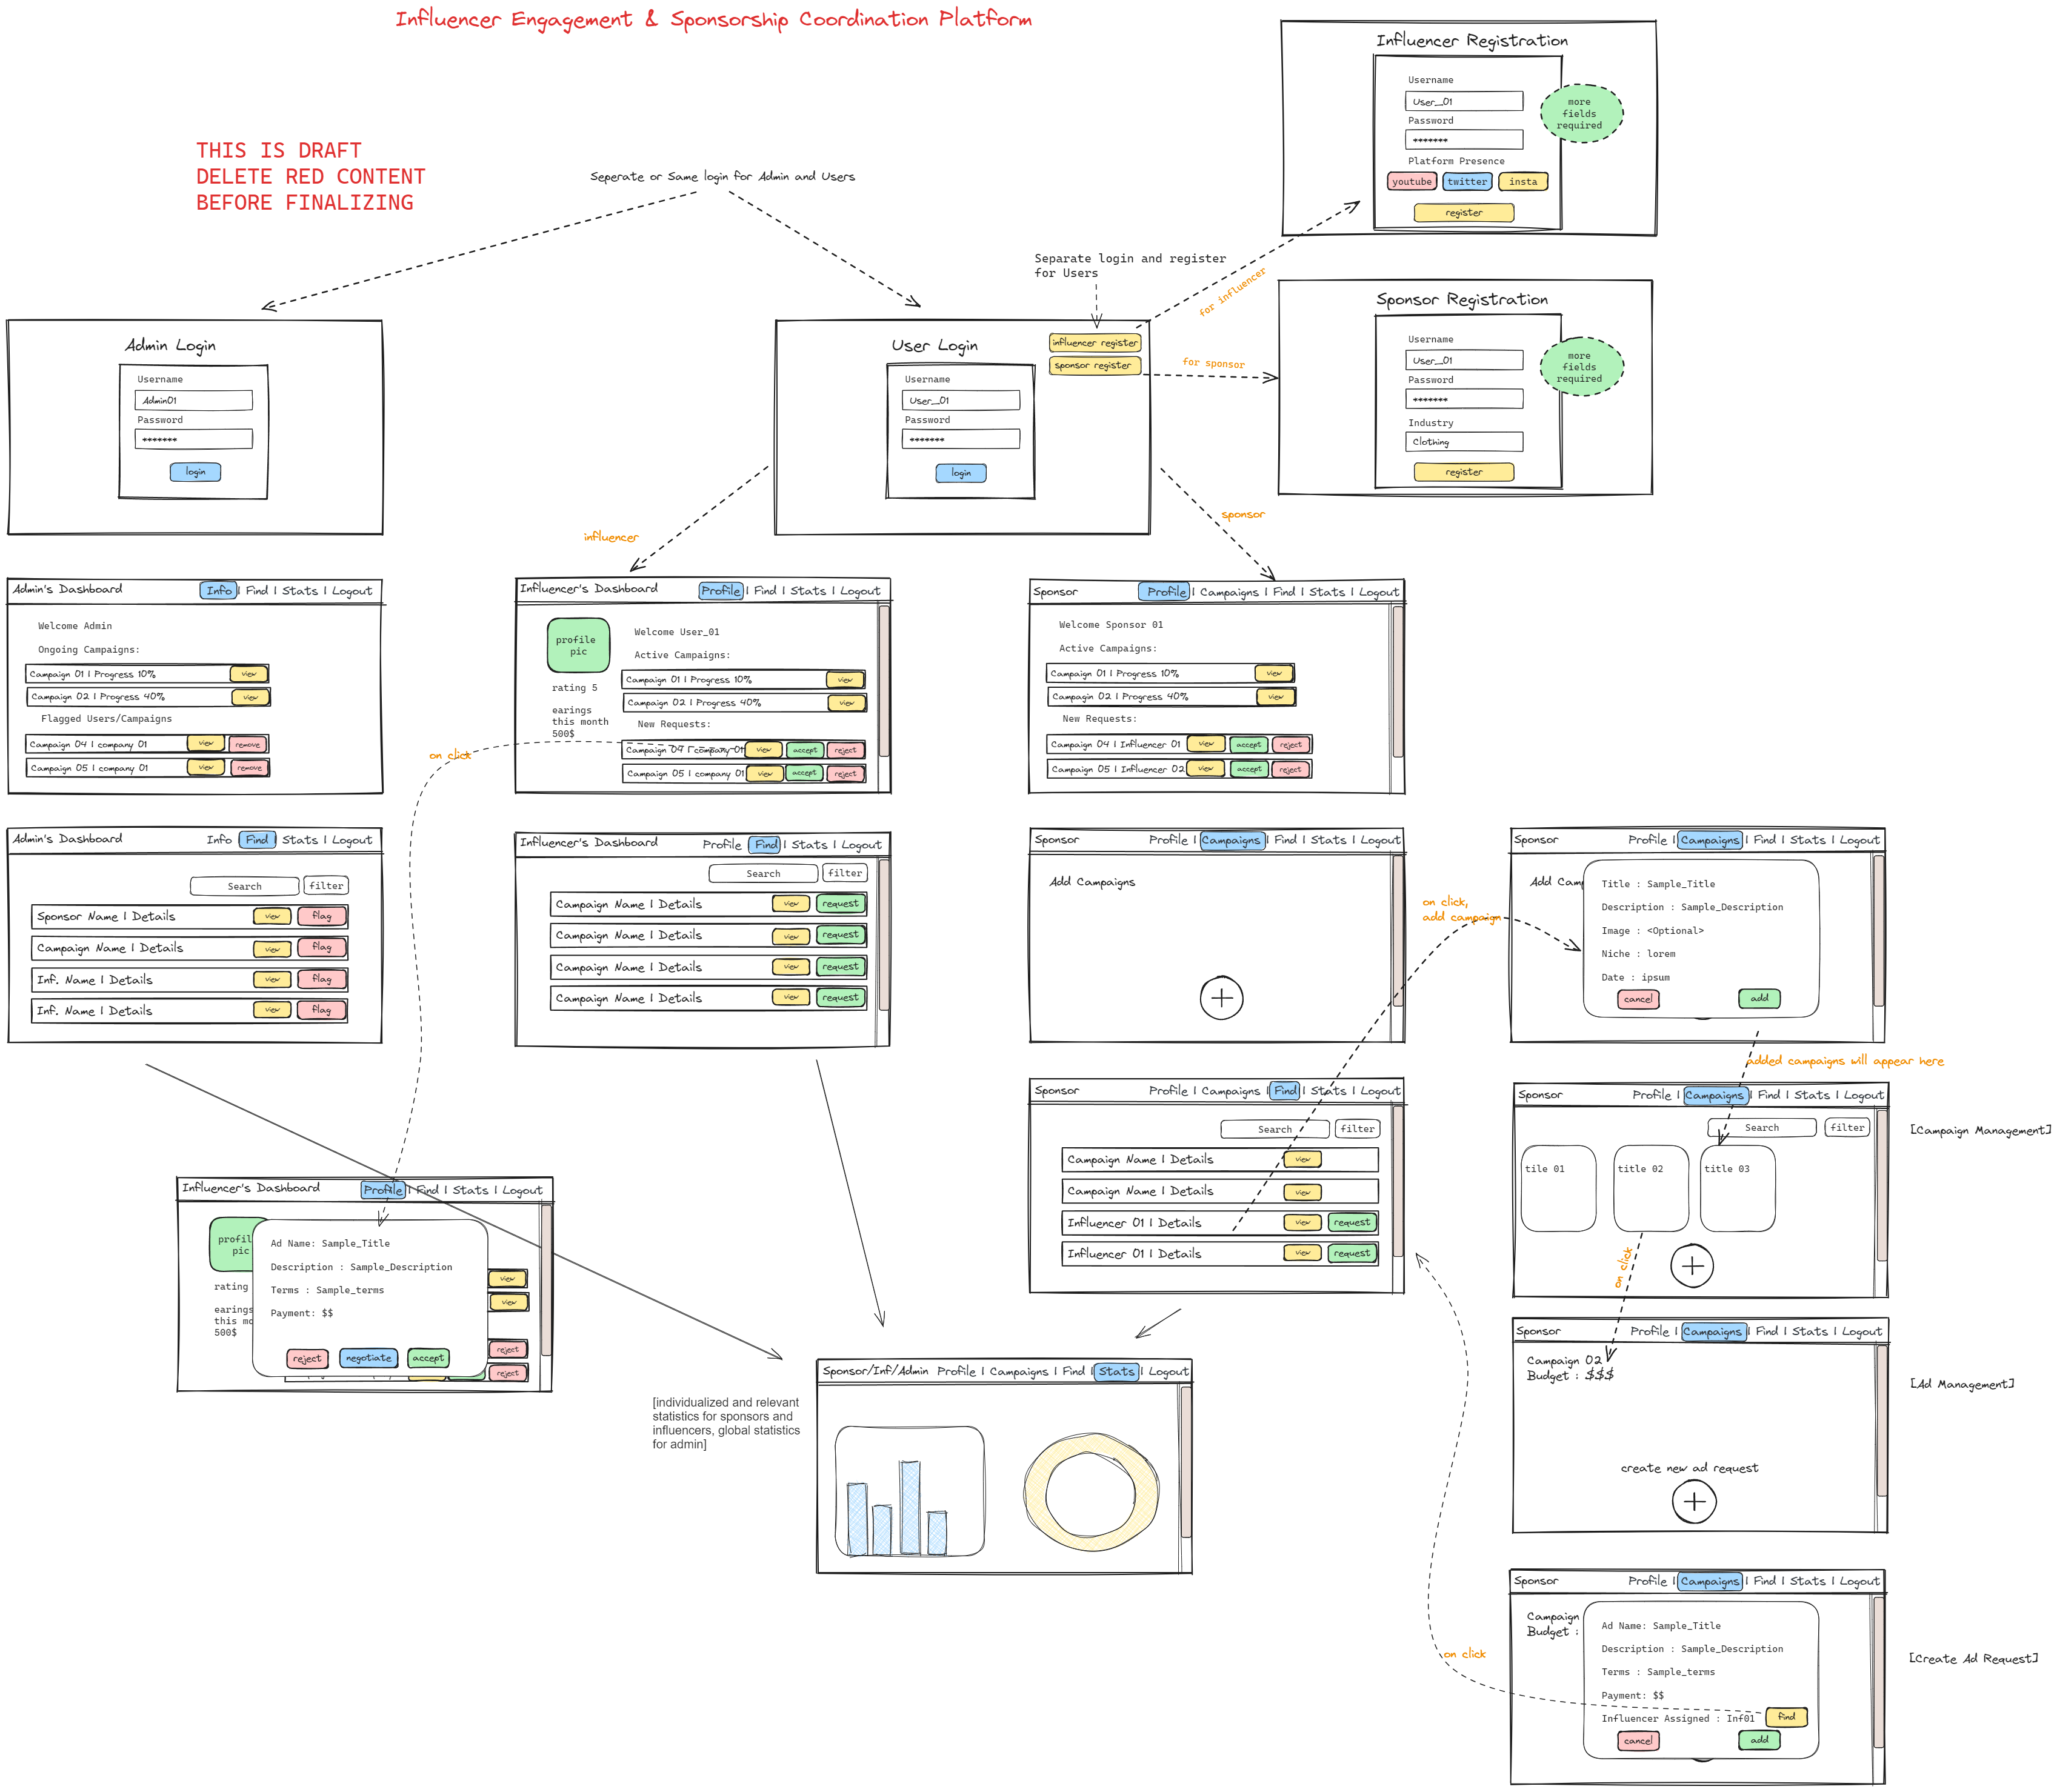 Influencer Engagement & Sponsorship Coordination Platform
THIS IS DRAFT
DELETE RED CONTENT
BEFORE FINALIZING
Seperate or Same login for Admin and Users
Influencer Registration
Username
User_01
Password
*******
Platform Presence
youtube
twitter
insta
register
more
fields
required
Separate login and register
for Users
for influencer
for sponsor
Sponsor Registration
Username
User_01
Password
*******
Industry
Clothing
register
more
fields
required
Admin Login
Username
Admin01
Password
*******
login
User Login
influencer register
sponsor register
Username
User_01
Password
*******
login
influencer
sponsor
Admin's Dashboard
Info | Find | Stats | Logout
Welcome Admin
Ongoing Campaigns:
Campaign 01 | Progress 10% view
Campaign 02 | Progress 40% view
Flagged Users/Campaigns
Campaign 04 | company 01 view remove
Campaign 05 | company 01 view remove
Influencer's Dashboard
Profile | Find | Stats | Logout
profile
pic
rating 5
earings
this month
500$
Welcome User_01
Active Campaigns:
Campaign 01 | Progress 10% view
Campaign 02 | Progress 40% view
New Requests:
Campaign 04 | company 01 view accept reject
Campaign 05 | company 01 view accept reject
on click
Sponsor
Profile | Campaigns | Find | Stats | Logout
Welcome Sponsor 01
Active Campaigns:
Campaign 01 | Progress 10% view
Campagin 02 | Progress 40% view
New Requests:
Campaign 04 | Influencer 01 view accept reject
Campaign 05 | Influencer 02 view accept reject
Admin's Dashboard
Info | Find | Stats | Logout
Search
filter
Sponsor Name | Details view flag
Campaign Name | Details view flag
Inf. Name | Details view flag
Inf. Name | Details view flag
Influencer's Dashboard
Profile | Find | Stats | Logout
Search
filter
Campaign Name | Details view request
Campaign Name | Details view request
Campaign Name | Details view request
Campaign Name | Details view request
Sponsor
Profile | Campaigns | Find | Stats | Logout
Add Campaigns
on click,
add campaign
Sponsor
Profile | Campaigns | Find | Stats | Logout
Add Camp
Title : Sample_Title
Description : Sample_Description
Image : <Optional>
Niche : lorem
Date : ipsum
cancel
add
added campaigns will appear here
Sponsor
Profile | Campaigns | Find | Stats | Logout
Search
filter
Campaign Name | Details view
Campaign Name | Details view
Influencer 01 | Details view request
Influencer 01 | Details view request
Sponsor
Profile | Campaigns | Find | Stats | Logout
Search
filter
tile 01
title 02
title 03
[Campaign Management]
on click
Influencer's Dashboard
Profile | Find | Stats | Logout
profil
pic
rating
earings
this mo
500$
Ad Name: Sample_Title
Description : Sample_Description
Terms : Sample_terms
Payment: $$
reject
negotiate
accept
view
view
reject
reject
Sponsor
Profile | Campaigns | Find | Stats | Logout
Campaign 02
Budget : $$$
create new ad request
[Ad Management]
Sponsor/Inf/Admin
Profile | Campaigns | Find | Stats | Logout
[individualized and relevant
statistics for sponsors and
influencers, global statistics
for admin]
Sponsor
Profile | Campaigns | Find | Stats | Logout
Campaign
Budget :
Ad Name: Sample_Title
Description : Sample_Description
Terms : Sample_terms
Payment: $$
Influencer Assigned : Inf01
find
cancel
add
on click
[Create Ad Request]